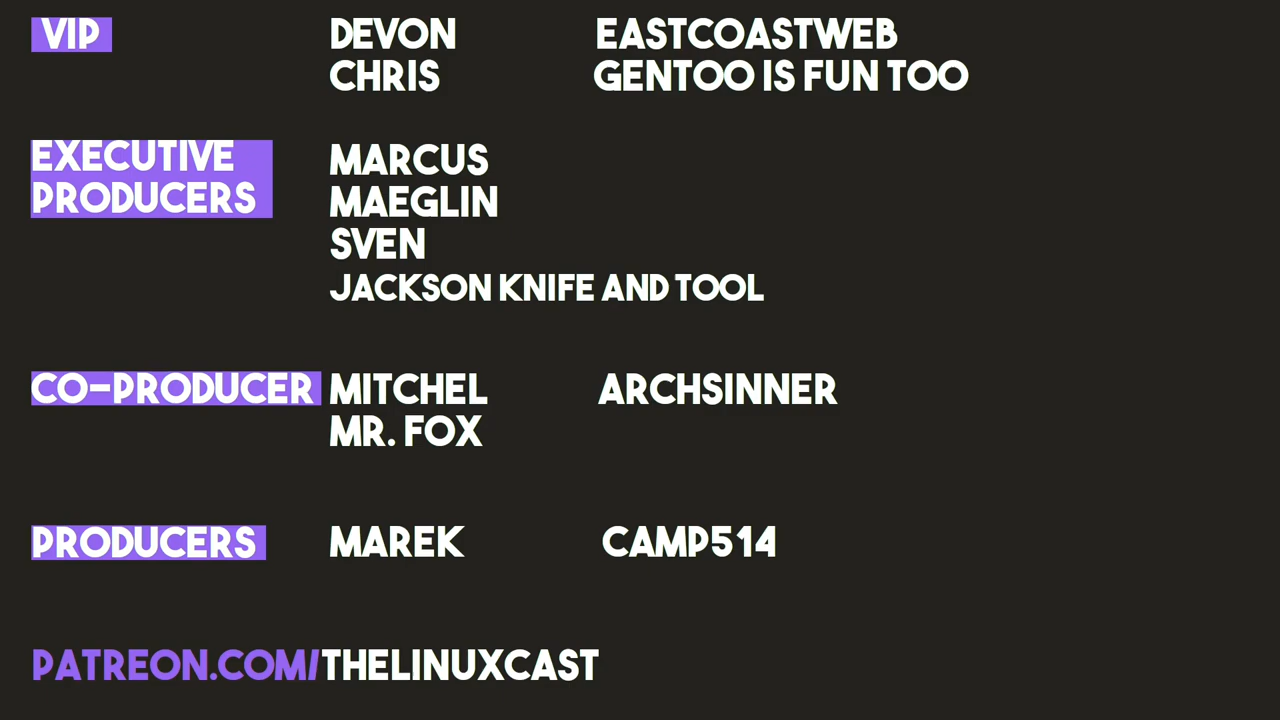 VIP DEVON EASTCOASTWEB
CHRIS GENTOO IS FUN TOO
EXECUTIVE MARCUS
PRODUCERS MAEGLIN
SVEN
JACKSON KNIFE AND TOOL
CO-PRODUCER MITCHEL ARCHSINNER
MR. FOX
PRODUCERS MAREK CAMP514
PATREON.COM/THELINUXCAST